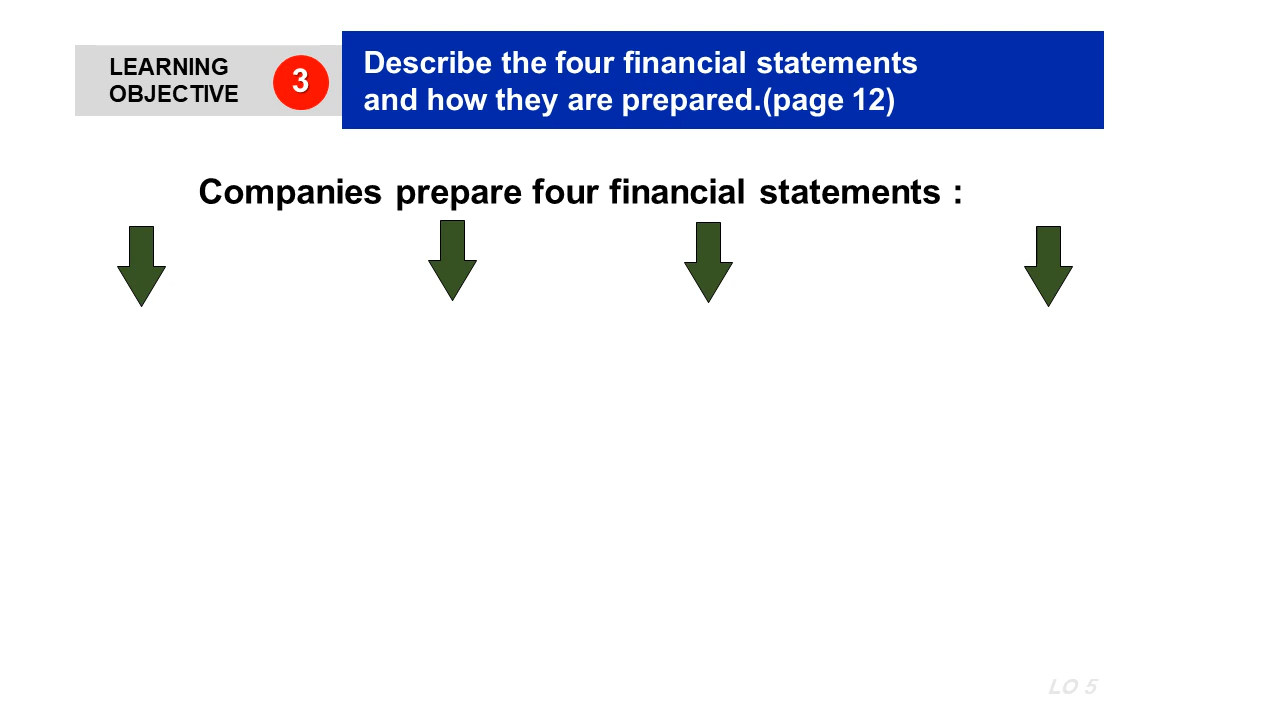 LEARNING
OBJECTIVE
3
Describe the four financial statements
and how they are prepared.(page 12)
Companies prepare four financial statements :
LO 5